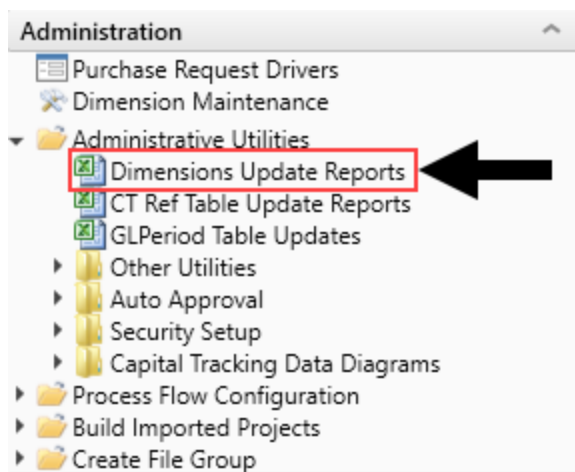 Administration
Purchase Request Drivers
Dimension Maintenance
Administrative Utilities
Dimensions Update Reports
CT Ref Table Update Reports
GLPeriod Table Updates
Other Utilities
Auto Approval
Security Setup
Capital Tracking Data Diagrams
Process Flow Configuration
Build Imported Projects
Create File Group